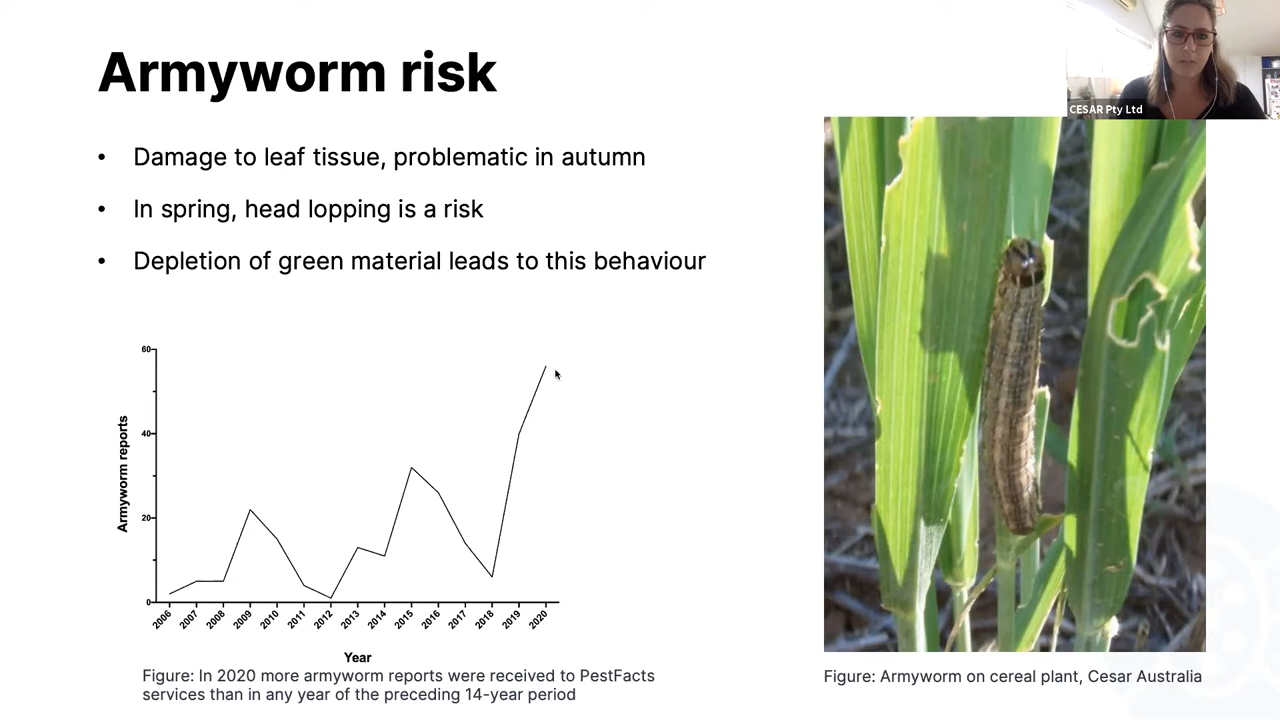 Armyworm risk
CESAR Pty Ltd
• Damage to leaf tissue, problematic in autumn
• In spring, head lopping is a risk
• Depletion of green material leads to this behaviour
Armyworm reports
60
40
20
0
2006 2007 2008 2009 2010 2011 2012 2013 2014 2015 2016 2017 2018 2019 2020
Year
Figure: In 2020 more armyworm reports were received to PestFacts
services than in any year of the preceding 14-year period
Figure: Armyworm on cereal plant, Cesar Australia